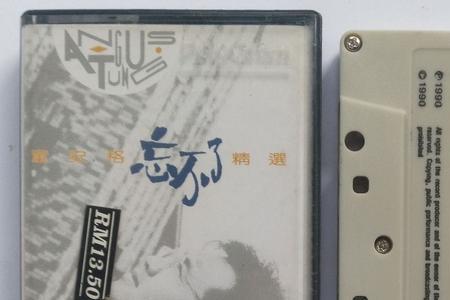 ANGUS
TUNG
童安格 忘不了 精選
RM13.50
℗ 1990
© 1990
All rights of the record producer and of the owner of the
reserved. Copying, public performance and
prohibited